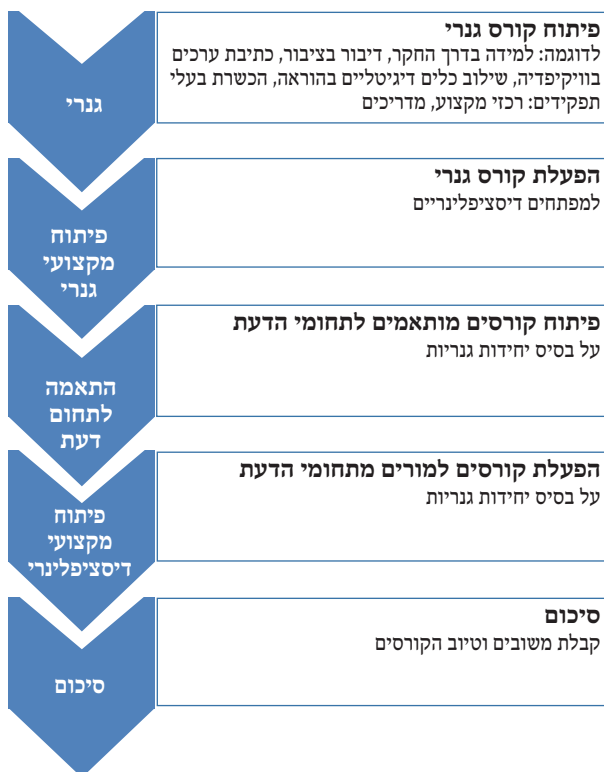 פיתוח קורס גנרי
לדוגמה: למידה בדרך החקר, דיבור בציבור, כתיבת ערכים
בוויקיפדיה, שילוב כלים דיגיטליים בהוראה, הכשרת בעלי
תפקידים: רכזי מקצוע, מדריכים
גנרי
הפעלת קורס גנרי
למפתחים דיסציפלינריים
פיתוח
מקצועי
גנרי
פיתוח קורסים מותאמים לתחומי הדעת
על בסיס יחידות גנריות
התאמה
לתחום
דעת
הפעלת קורסים למורים מתחומי הדעת
על בסיס יחידות גנריות
פיתוח
מקצועי
דיסציפלינרי
סיכום
קבלת משובים וטיוב הקורסים
סיכום